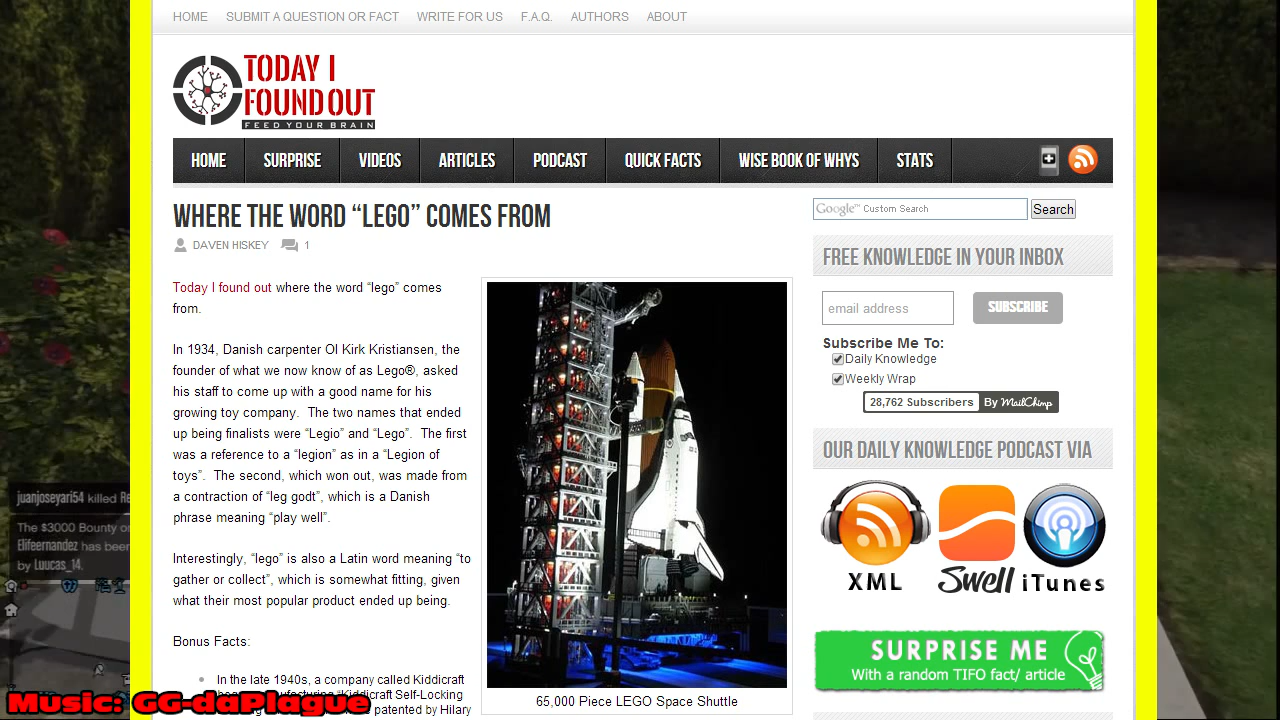 HOME SUBMIT A QUESTION OR FACT WRITE FOR US F.A.Q. AUTHORS ABOUT
TODAY I
FOUND OUT
FEED YOUR BRAIN
HOME SURPRISE VIDEOS ARTICLES PODCAST QUICK FACTS WISE BOOK OF WHYS STATS
WHERE THE WORD “LEGO” COMES FROM
DAVEN HISKEY 1
Today I found out where the word “lego” comes
from.
In 1934, Danish carpenter Ol Kirk Kristiansen, the
founder of what we now know of as Lego®, asked
his staff to come up with a good name for his
growing toy company. The two names that ended
up being finalists were “Legio” and “Lego”. The first
was a reference to a “legion” as in a “Legion of
toys”. The second, which won out, was made from
a contraction of “leg godt”, which is a Danish
phrase meaning “play well”.
Interestingly, “lego” is also a Latin word meaning “to
gather or collect”, which is somewhat fitting, given
what their most popular product ended up being.
Bonus Facts:
In the late 1940s, a company called Kiddicraft
“Kiddicraft Self-Locking
patented by Hilary
65,000 Piece LEGO Space Shuttle
Google™ Custom Search Search
FREE KNOWLEDGE IN YOUR INBOX
email address SUBSCRIBE
Subscribe Me To:
Daily Knowledge
Weekly Wrap
28,762 Subscribers By MailChimp
OUR DAILY KNOWLEDGE PODCAST VIA
XML Swell iTunes
SURPRISE ME
With a random TIFO fact/ article
juanjoseyari54 killed
The $3000 Bounty on
Elifeernandez has been
by Luucas_14.
Music: GG-daPlague